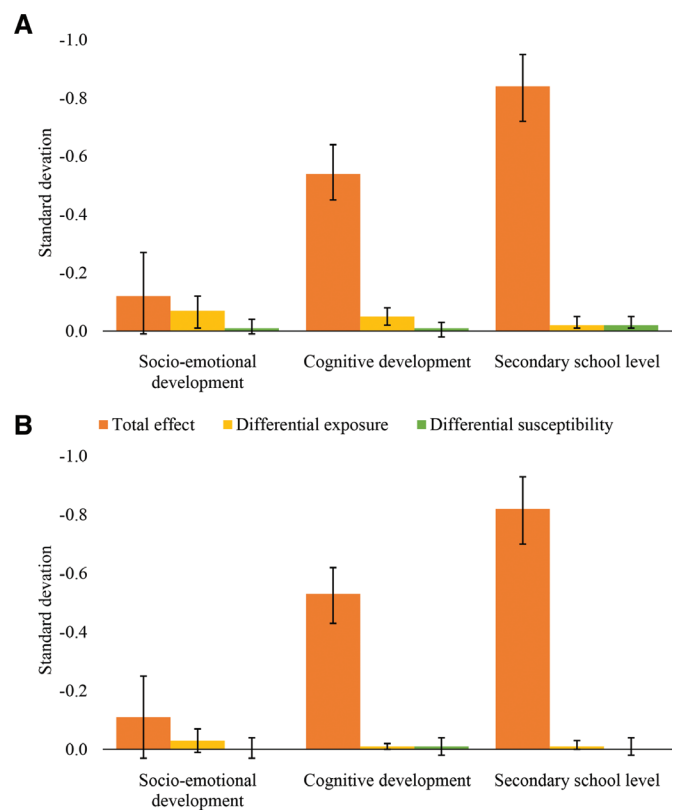 A
-1.0
-0.8
-0.6
-0.4
-0.2
0.0
Standard devation
Socio-emotional
development
Cognitive development
Secondary school level
Total effect
Differential exposure
Differential susceptibility
B
-1.0
-0.8
-0.6
-0.4
-0.2
0.0
Standard devation
Socio-emotional
development
Cognitive development
Secondary school level